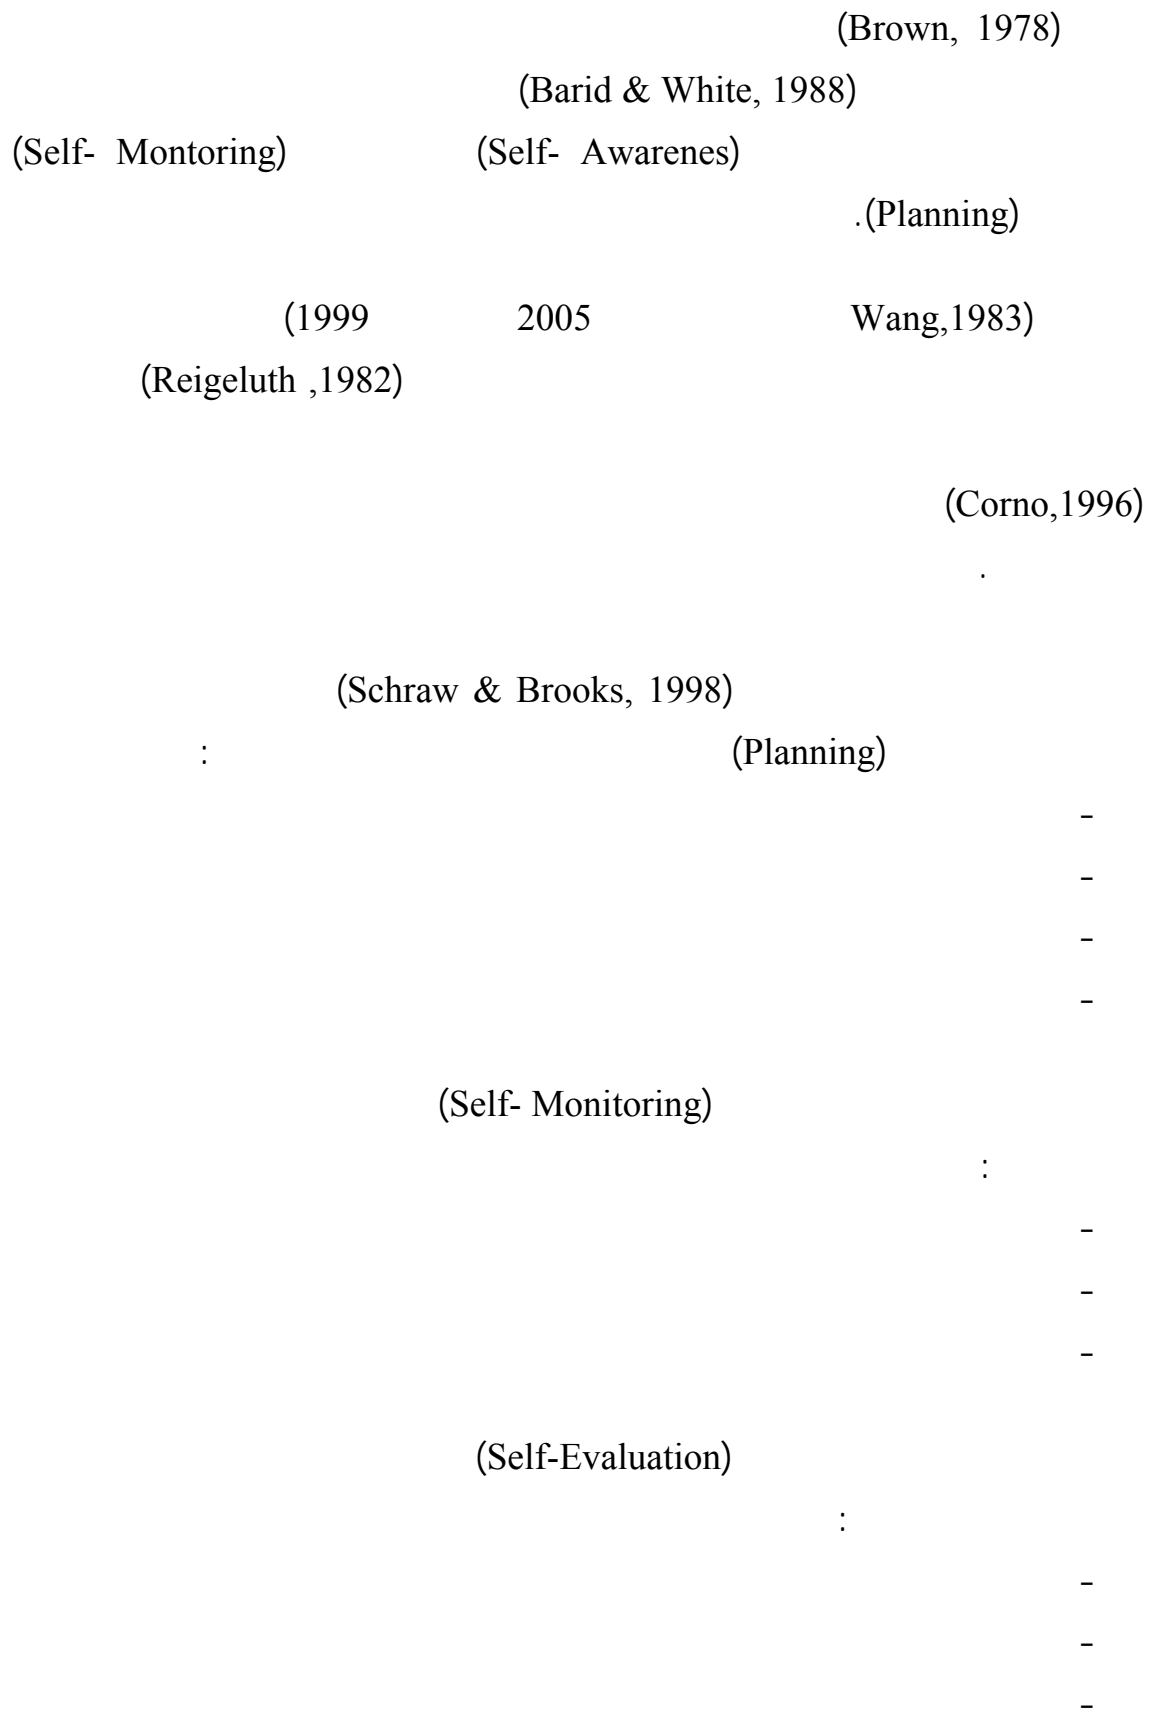 (Brown, 1978)
(Barid & White, 1988)
(Self- Awarenes) (Self- Montoring)
.(Planning)
(1999 2005 Wang,1983)
(Reigeluth ,1982)
(Corno,1996)
.
(Schraw & Brooks, 1998)
(Planning) :
-
-
-
-
(Self- Monitoring)
:
-
-
-
(Self-Evaluation)
:
-
-
-